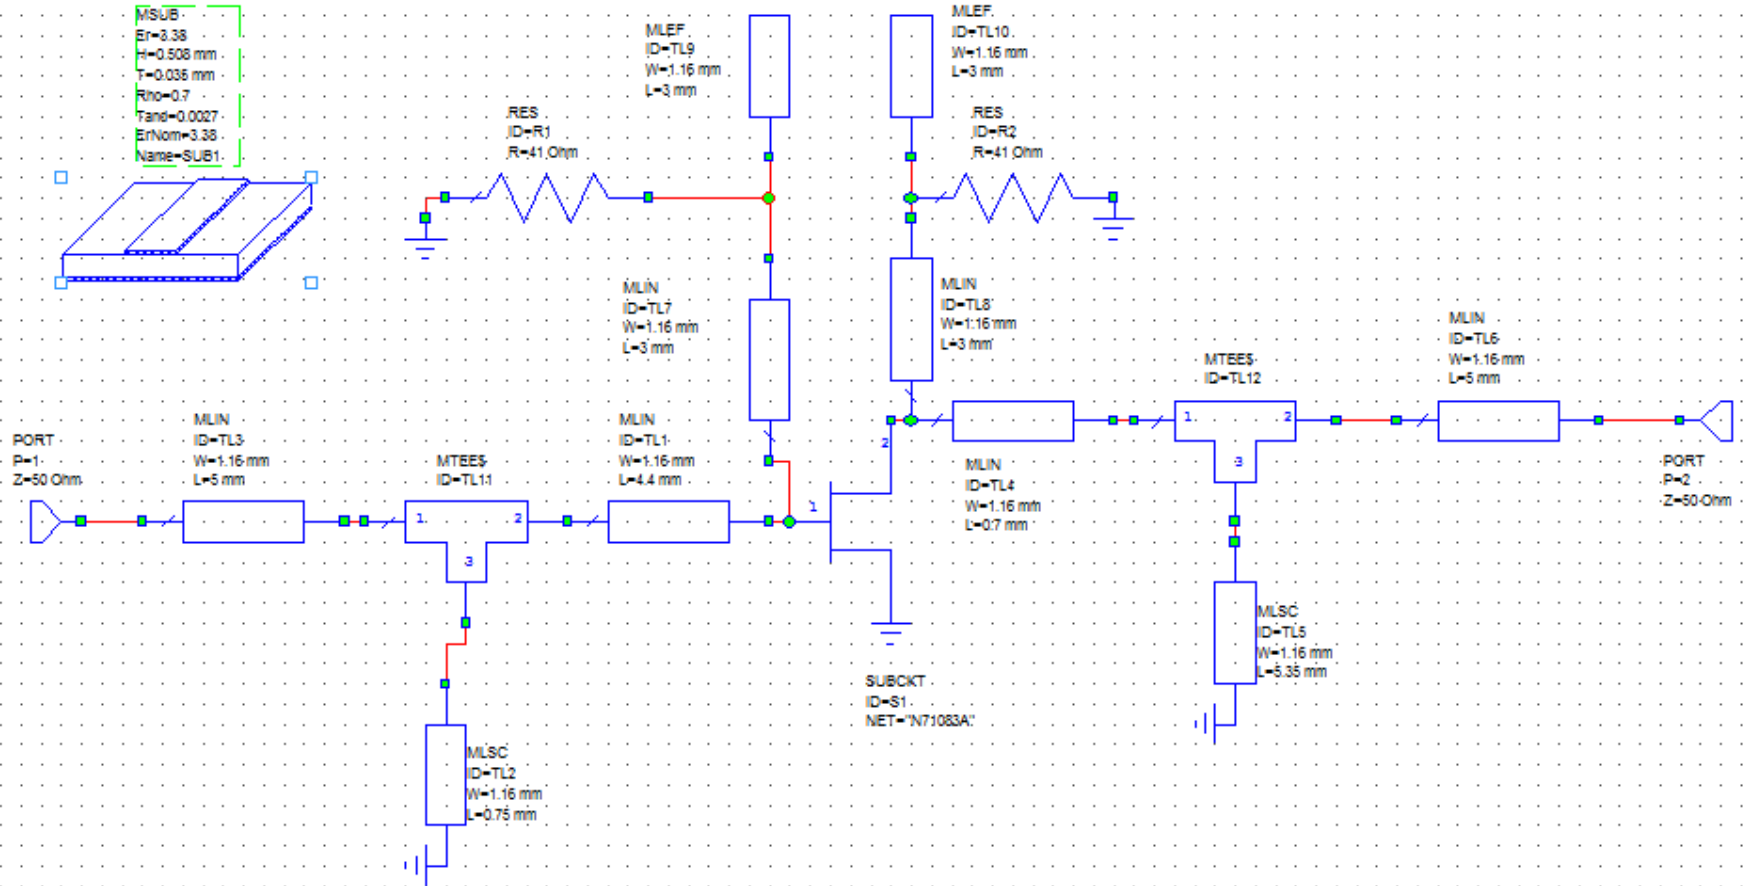 MSUB
Er=3.38
H=0.508 mm
T=0.035 mm
Rho=0.7
Tand=0.0027
ErNom=3.38
Name=SUB1
MLEF
ID=TL9
W=1.16 mm
L=3 mm
MLEF
ID=TL10
W=1.16 mm
L=3 mm
RES
ID=R1
R=41 Ohm
RES
ID=R2
R=41 Ohm
MLIN
ID=TL7
W=1.16 mm
L=3 mm
MLIN
ID=TL8
W=1.16 mm
L=3 mm
MLIN
ID=TL6
W=1.16 mm
L=5 mm
MTEE$
ID=TL12
1
2
3
PORT
P=1
Z=50 Ohm
MLIN
ID=TL3
W=1.16 mm
L=5 mm
MTEE$
ID=TL11
1
2
3
MLIN
ID=TL1
W=1.16 mm
L=4.4 mm
2
1
MLIN
ID=TL4
W=1.16 mm
L=0.7 mm
PORT
P=2
Z=50 Ohm
SUBCKT
ID=S1
NET="N71083A"
MLSC
ID=TL5
W=1.16 mm
L=5.35 mm
MLSC
ID=TL2
W=1.16 mm
L=0.75 mm